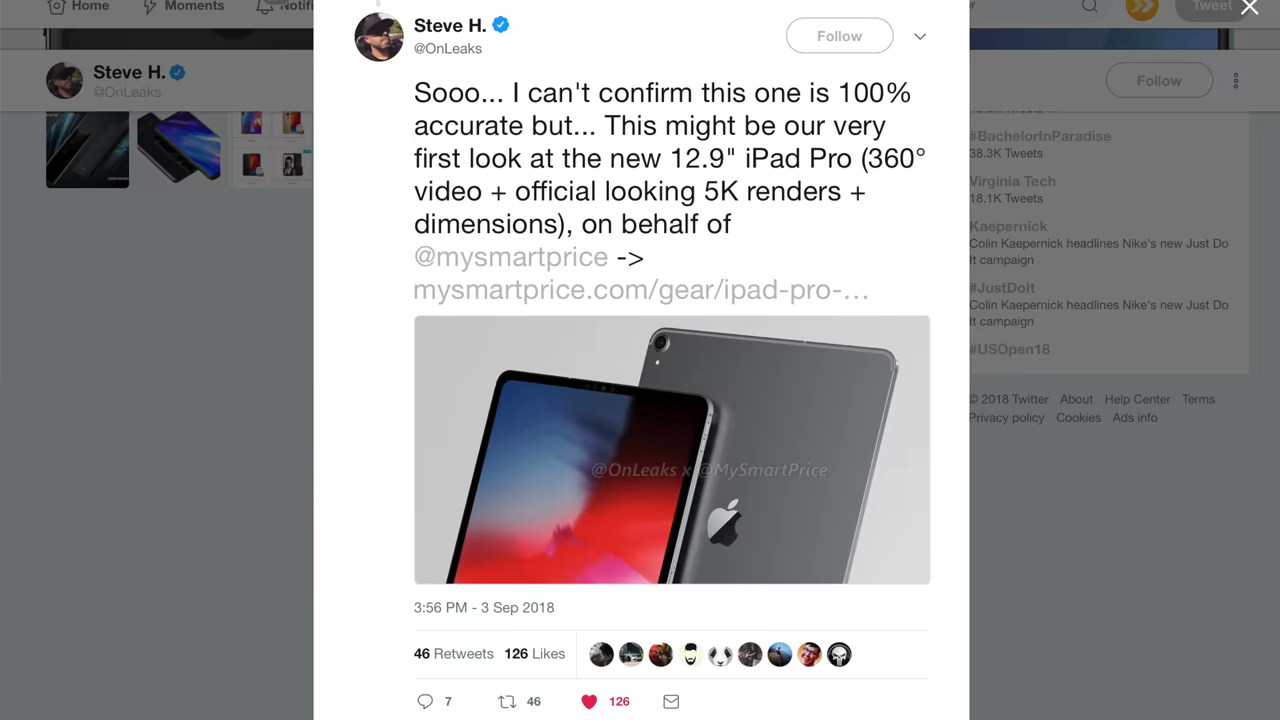 Home
Moments
Notifi
Tweet
Steve H.
@OnLeaks
Follow
Steve H.
@OnLeaks
Follow
Sooo... I can't confirm this one is 100%
accurate but... This might be our very
first look at the new 12.9" iPad Pro (360°
video + official looking 5K renders +
dimensions), on behalf of
@mysmartprice ->
mysmartprice.com/gear/ipad-pro-...
@OnLeaks x @MySmartPrice
3:56 PM - 3 Sep 2018
46 Retweets 126 Likes
7 46 126
#BachelorInParadise
38.3K Tweets
Virginia Tech
18.1K Tweets
Kaepernick
Colin Kaepernick headlines Nike's new Just Do
It campaign
#JustDoIt
Colin Kaepernick headlines Nike's new Just Do
It campaign
#USOpen18
© 2018 Twitter About Help Center Terms
Privacy policy Cookies Ads info